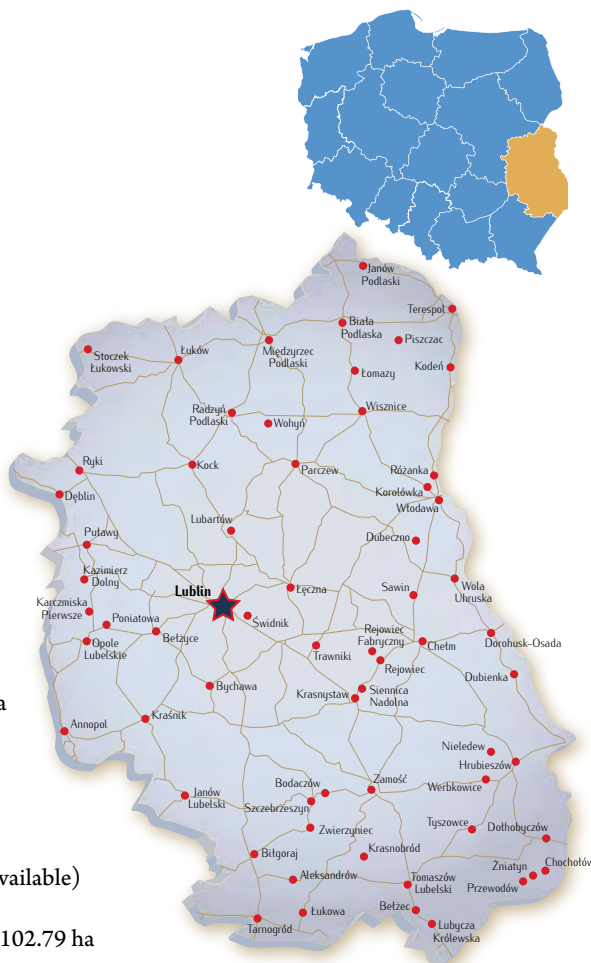 Janów
Podlaski
Terespol
Biała
Podlaska
Piszczac
Stoczek
Łukowski
Łuków
Międzyrzec
Podlaski
Łomazy
Kodeń
Radzyń
Podlaski
Wohyń
Wisznice
Ryki
Kock
Parczew
Różanka
Korolówka
Włodawa
Dęblin
Lubartów
Dubeczno
Puławy
Kazimierz
Dolny
Lublin
Łęczna
Sawin
Wola
Uhruska
Karczmiska
Pierwsze
Poniatowa
Świdnik
Bełżyce
Opole
Lubelskie
Rejowiec
Fabryczny
Chełm
Dorohusk-Osada
Trawniki
Rejowiec
Bychawa
Siennica
Nadolna
Krasnystaw
Dubienka
a
Annopol
Kraśnik
Nieledew
Hrubieszów
Janów
Lubelski
Bodaczów
Zamość
Werbkowice
Szczebrzeszyn
Zwierzyniec
Tyszowce
Dothobyczów
Biłgoraj
Krasnobród
Żniatyn
Chochołów
vailable)
Aleksandrów
Tomaszów
Lubelski
Przewodów
Łukowa
Bełżec
Tarnogród
Lubycza
Królewska
102.79 ha